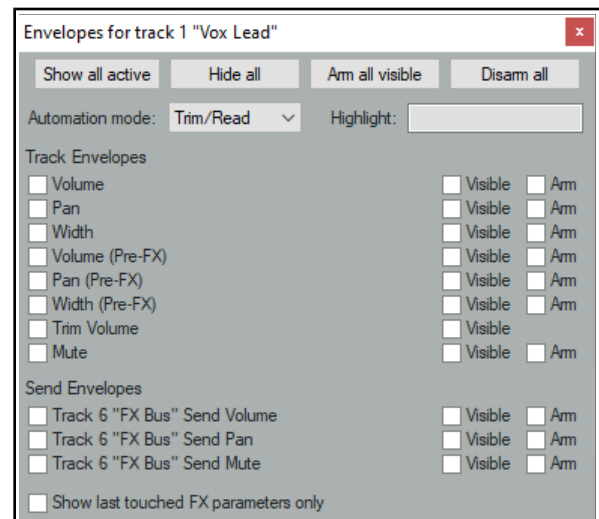 Envelopes for track 1 "Vox Lead" x
Show all active Hide all Arm all visible Disarm all
Automation mode: Trim/Read Highlight:
Track Envelopes
Volume Visible Arm
Pan Visible Arm
Width Visible Arm
Volume (Pre-FX) Visible Arm
Pan (Pre-FX) Visible Arm
Width (Pre-FX) Visible Arm
Trim Volume Visible
Mute Visible Arm
Send Envelopes
Track 6 "FX Bus" Send Volume Visible Arm
Track 6 "FX Bus" Send Pan Visible Arm
Track 6 "FX Bus" Send Mute Visible Arm
Show last touched FX parameters only